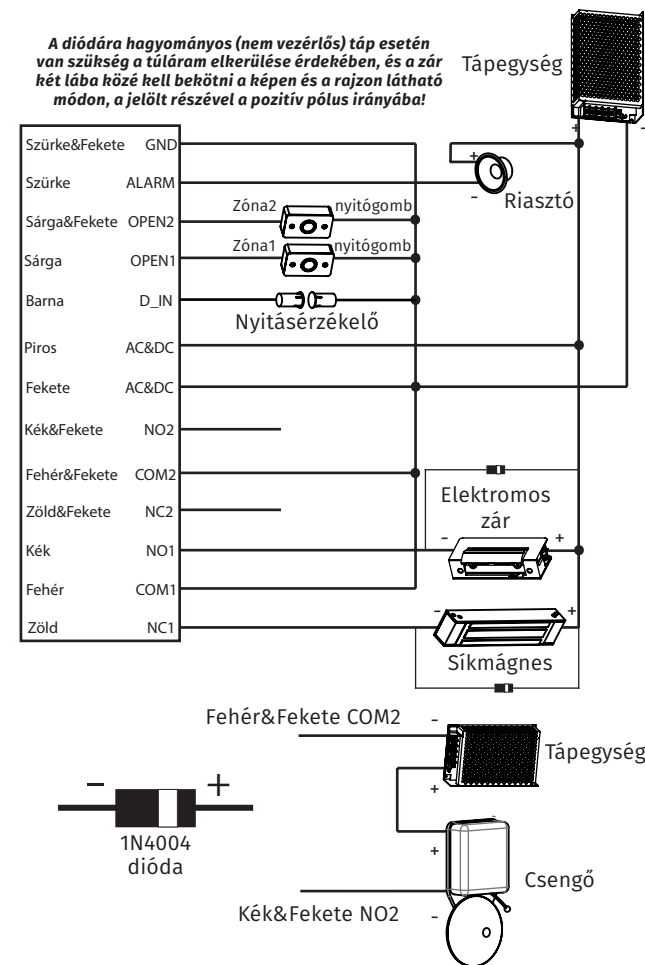 A diódára hagyományos (nem vezérlős) táp esetén
van szükség a túláram elkerülése érdekében, és a zár
két lába közé kell bekötni a képen és a rajzon látható
módon, a jelölt részével a pozitív pólus irányába!
Tápegység
+ -
Szürke&Fekete GND
+
Szürke ALARM
- Riasztó
Zóna2 nyitógomb
Sárga&Fekete OPEN2
Zóna1 nyitógomb
Sárga OPEN1
Barna D_IN
Nyitásérzékelő
Piros AC&DC
Fekete AC&DC
Kék&Fekete NO2
Fehér&Fekete COM2
Elektromos
zár
Zöld&Fekete NC2
- +
Kék NO1
Fehér COM1
- +
Zöld NC1
Síkmágnes
Fehér&Fekete COM2 -
Tápegység
+
- +
1N4004
dióda
+
Csengő
Kék&Fekete NO2 -